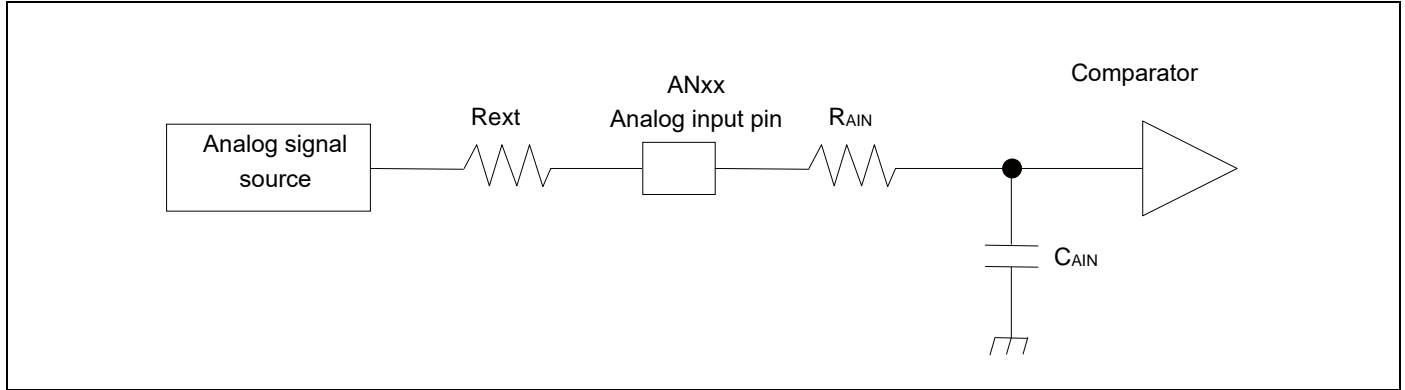 Comparator
ANxx
Analog input pin
Rext
RAIN
Analog signal
source
CAIN